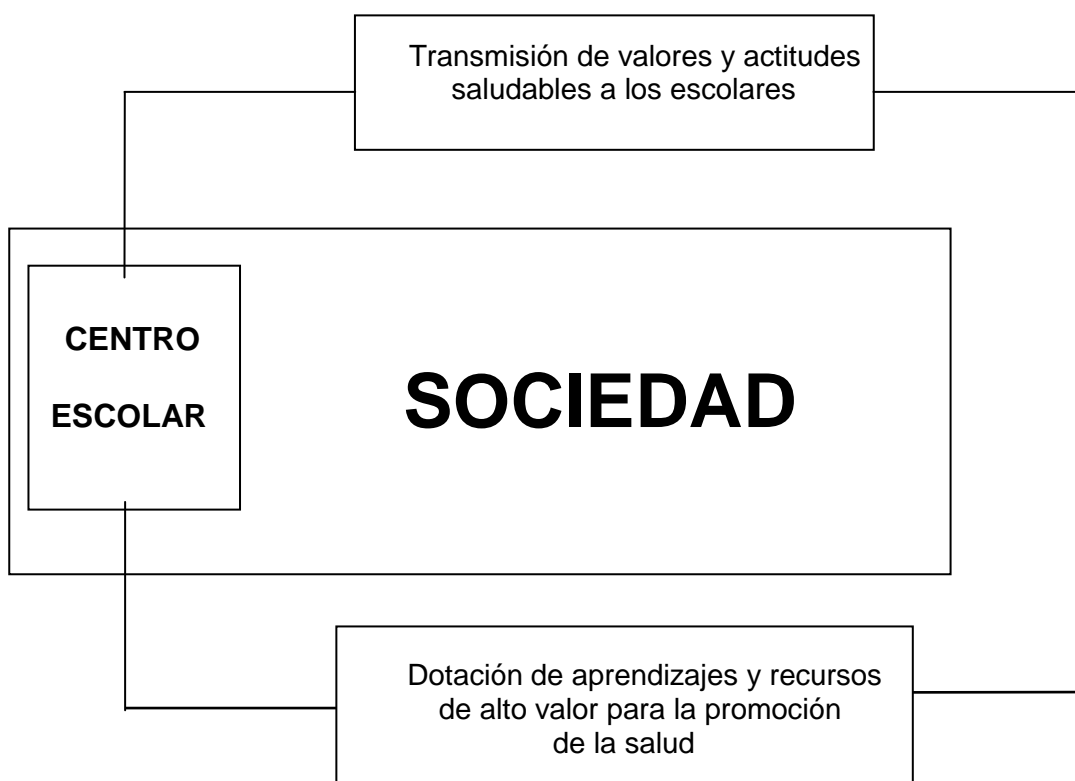 Transmisión de valores y actitudes
saludables a los escolares
CENTRO
ESCOLAR
SOCIEDAD
Dotación de aprendizajes y recursos
de alto valor para la promoción
de la salud